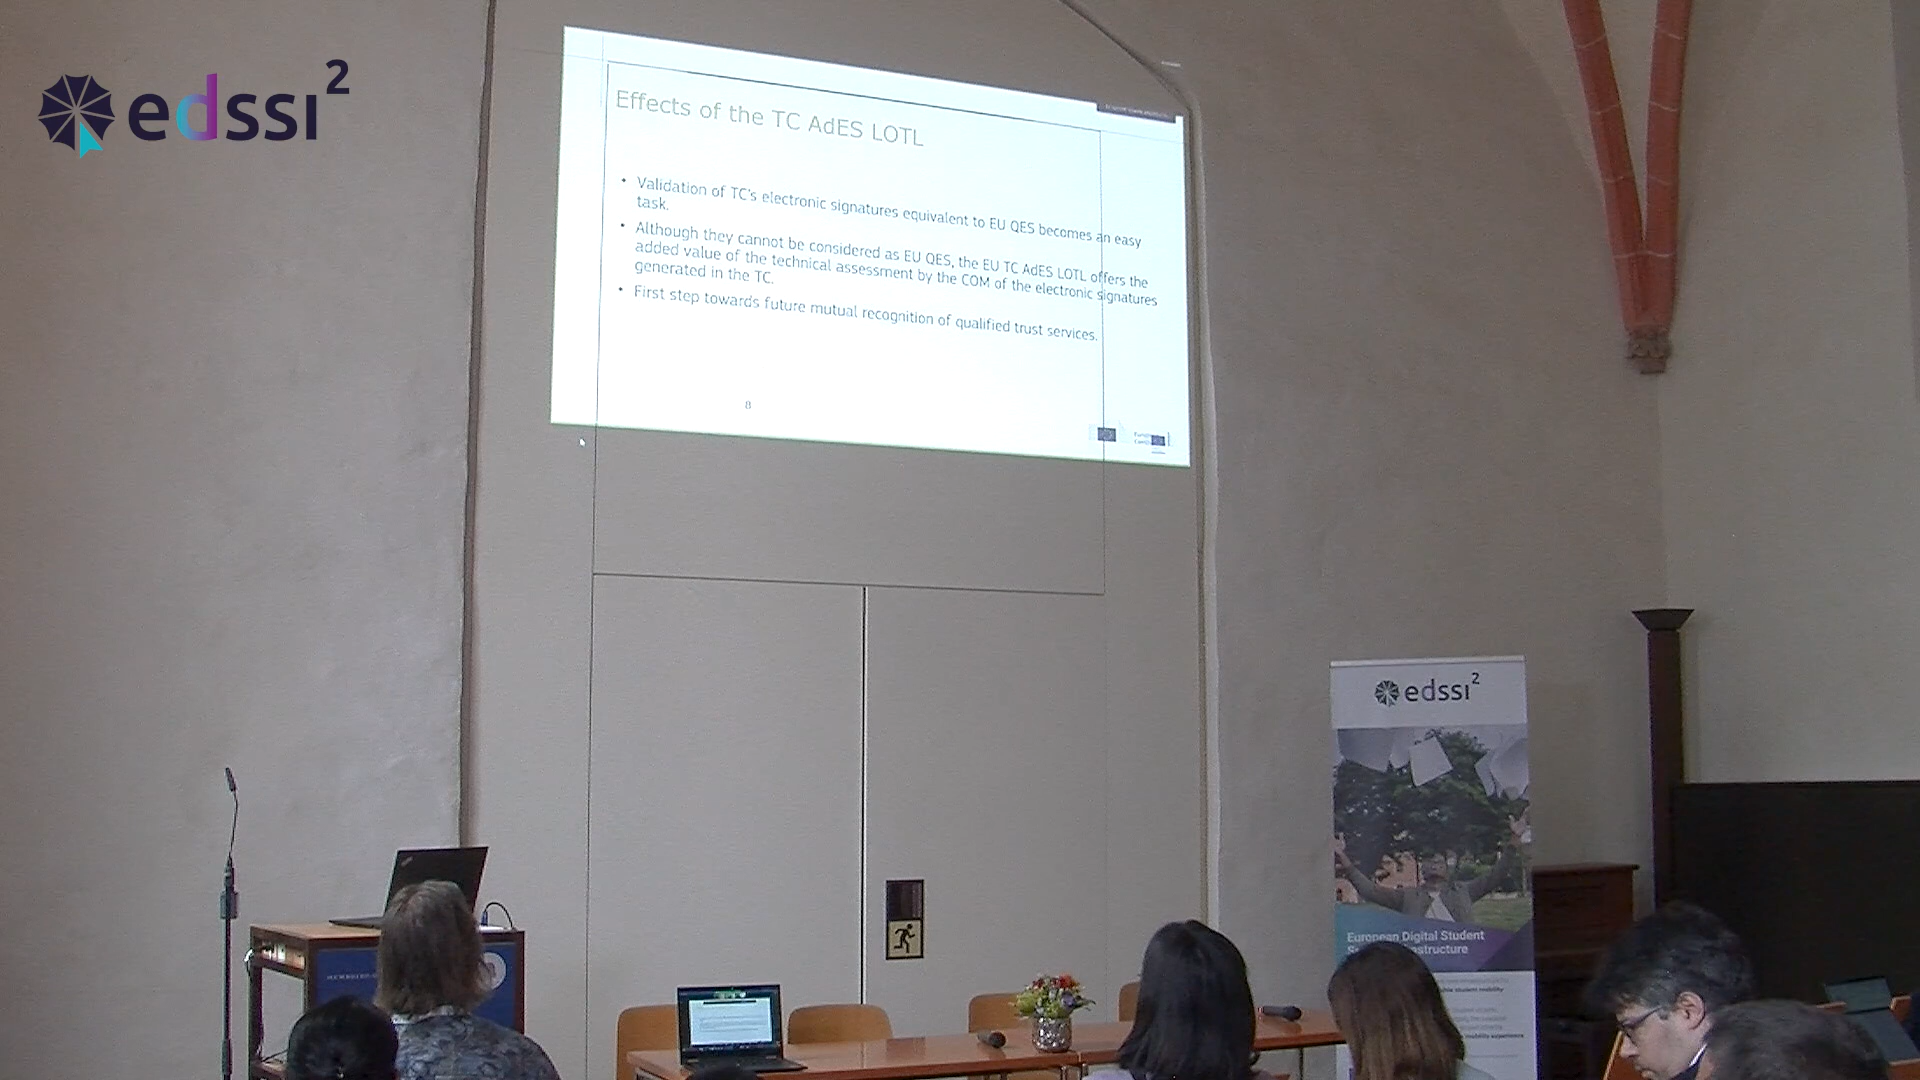 edssı²
Effects of the TC AdES LOTL
• Validation of TC's electronic signatures equivalent to EU QES becomes an easy
task.
• Although they cannot be considered as EU QES, the EU TC AdES LOTL offers the
added value of the technical assessment by the COM of the electronic signatures
generated in the TC.
• First step towards future mutual recognition of qualified trust services.
8
edssı²
European Digital Student